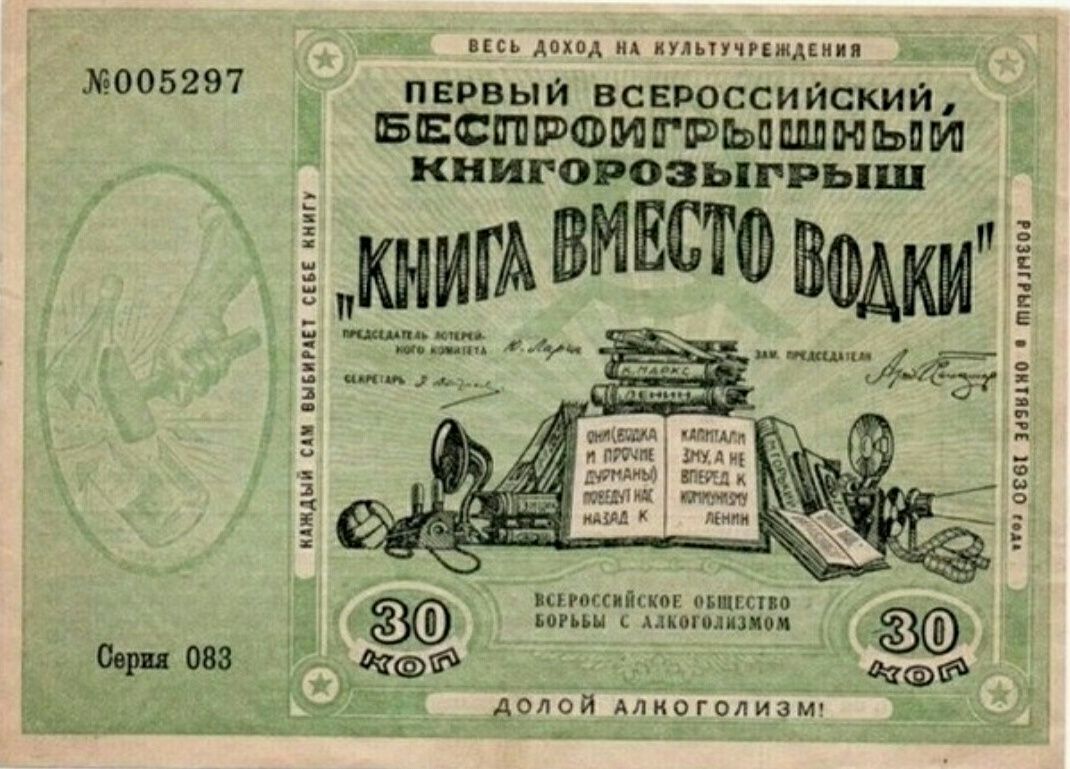 №005297
Серия 083
ВЕСЬ ДОХОД НА КУЛЬТУЧРЕЖДЕНИЯ
ПЕРВЫЙ ВСЕРОССИЙСКИЙ,
БЕСПРОИГРЫШНЫЙ
КНИГОРОЗЫГРЫШ
„КНИГА ВМЕСТО ВОДКИ"
КАЖДЫЙ САМ ВЫБИРАЕТ СЕБЕ КНИГУ
РОЗЫГРЫШ в ОКТЯБРЕ 1930 года
ПРЕДСЕДАТЕЛЬ ЛОТЕРЕЙ-
НОГО КОМИТЕТА
СЕКРЕТАРЬ
ЗАМ. ПРЕДСЕДАТЕЛЯ
К. МАРКС
ЛЕНИН
ОНИ (ВОДКА
И ПРОЧИЕ
ДУРМАНЫ)
ПОВЕДУТ НАС
НАЗАД К
КАПИТАЛИ
ЗМУ, А НЕ
ВПЕРЕД К
КОММУНИЗМУ
ЛЕНИН
М. ГОРЬКИЙ
30
КОП
ВСЕРОССИЙСКОЕ ОБЩЕСТВО
БОРЬБЫ С АЛКОГОЛИЗМОМ
30
КОП
ДОЛОЙ АЛКОГОЛИЗМ!